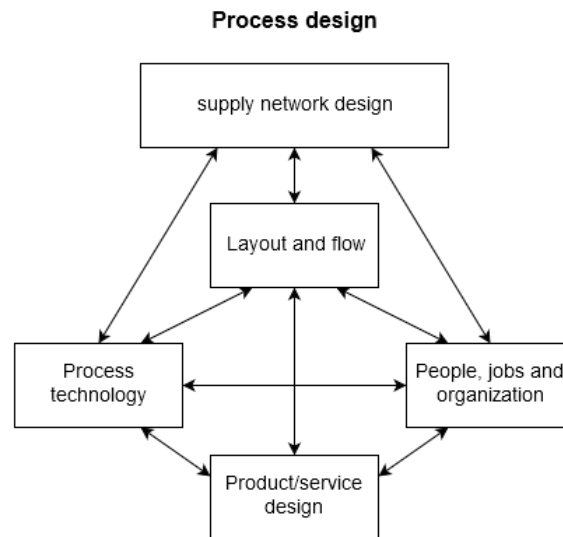 Process design
supply network design
Layout and flow
Process
technology
People, jobs and
organization
Product/service
design